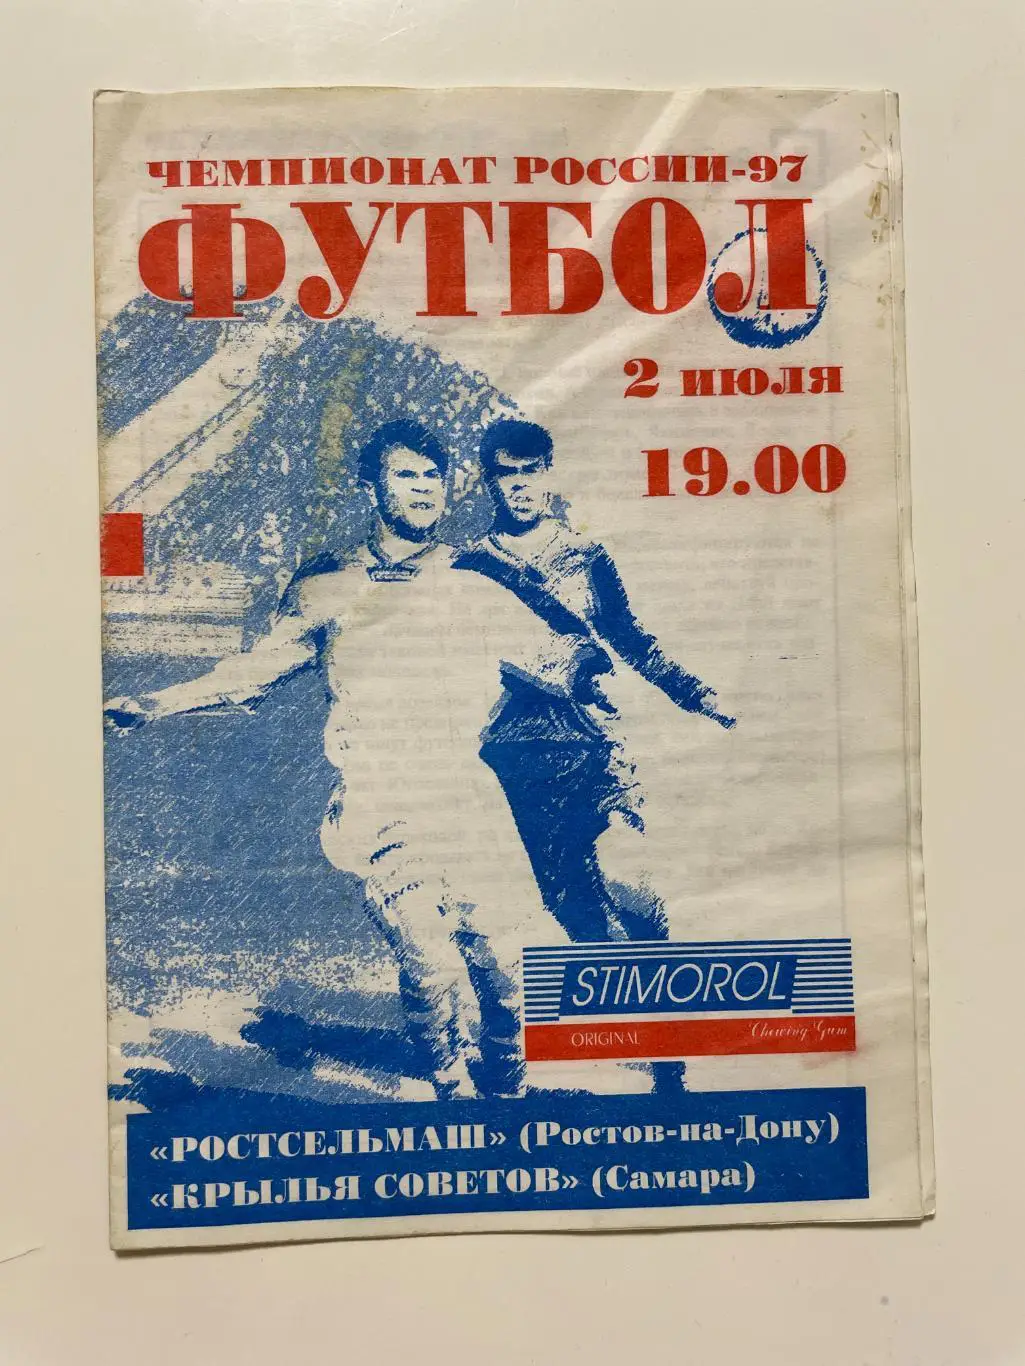 ЧЕМПИОНАТ РОССИИ-97
ФУТБОЛ
2 июля
19.00
STIMOROL
ORIGINAL Chewing Gum
«РОСТСЕЛЬМАШ» (Ростов-на-Дону)
«КРЫЛЬЯ СОВЕТОВ» (Самара)